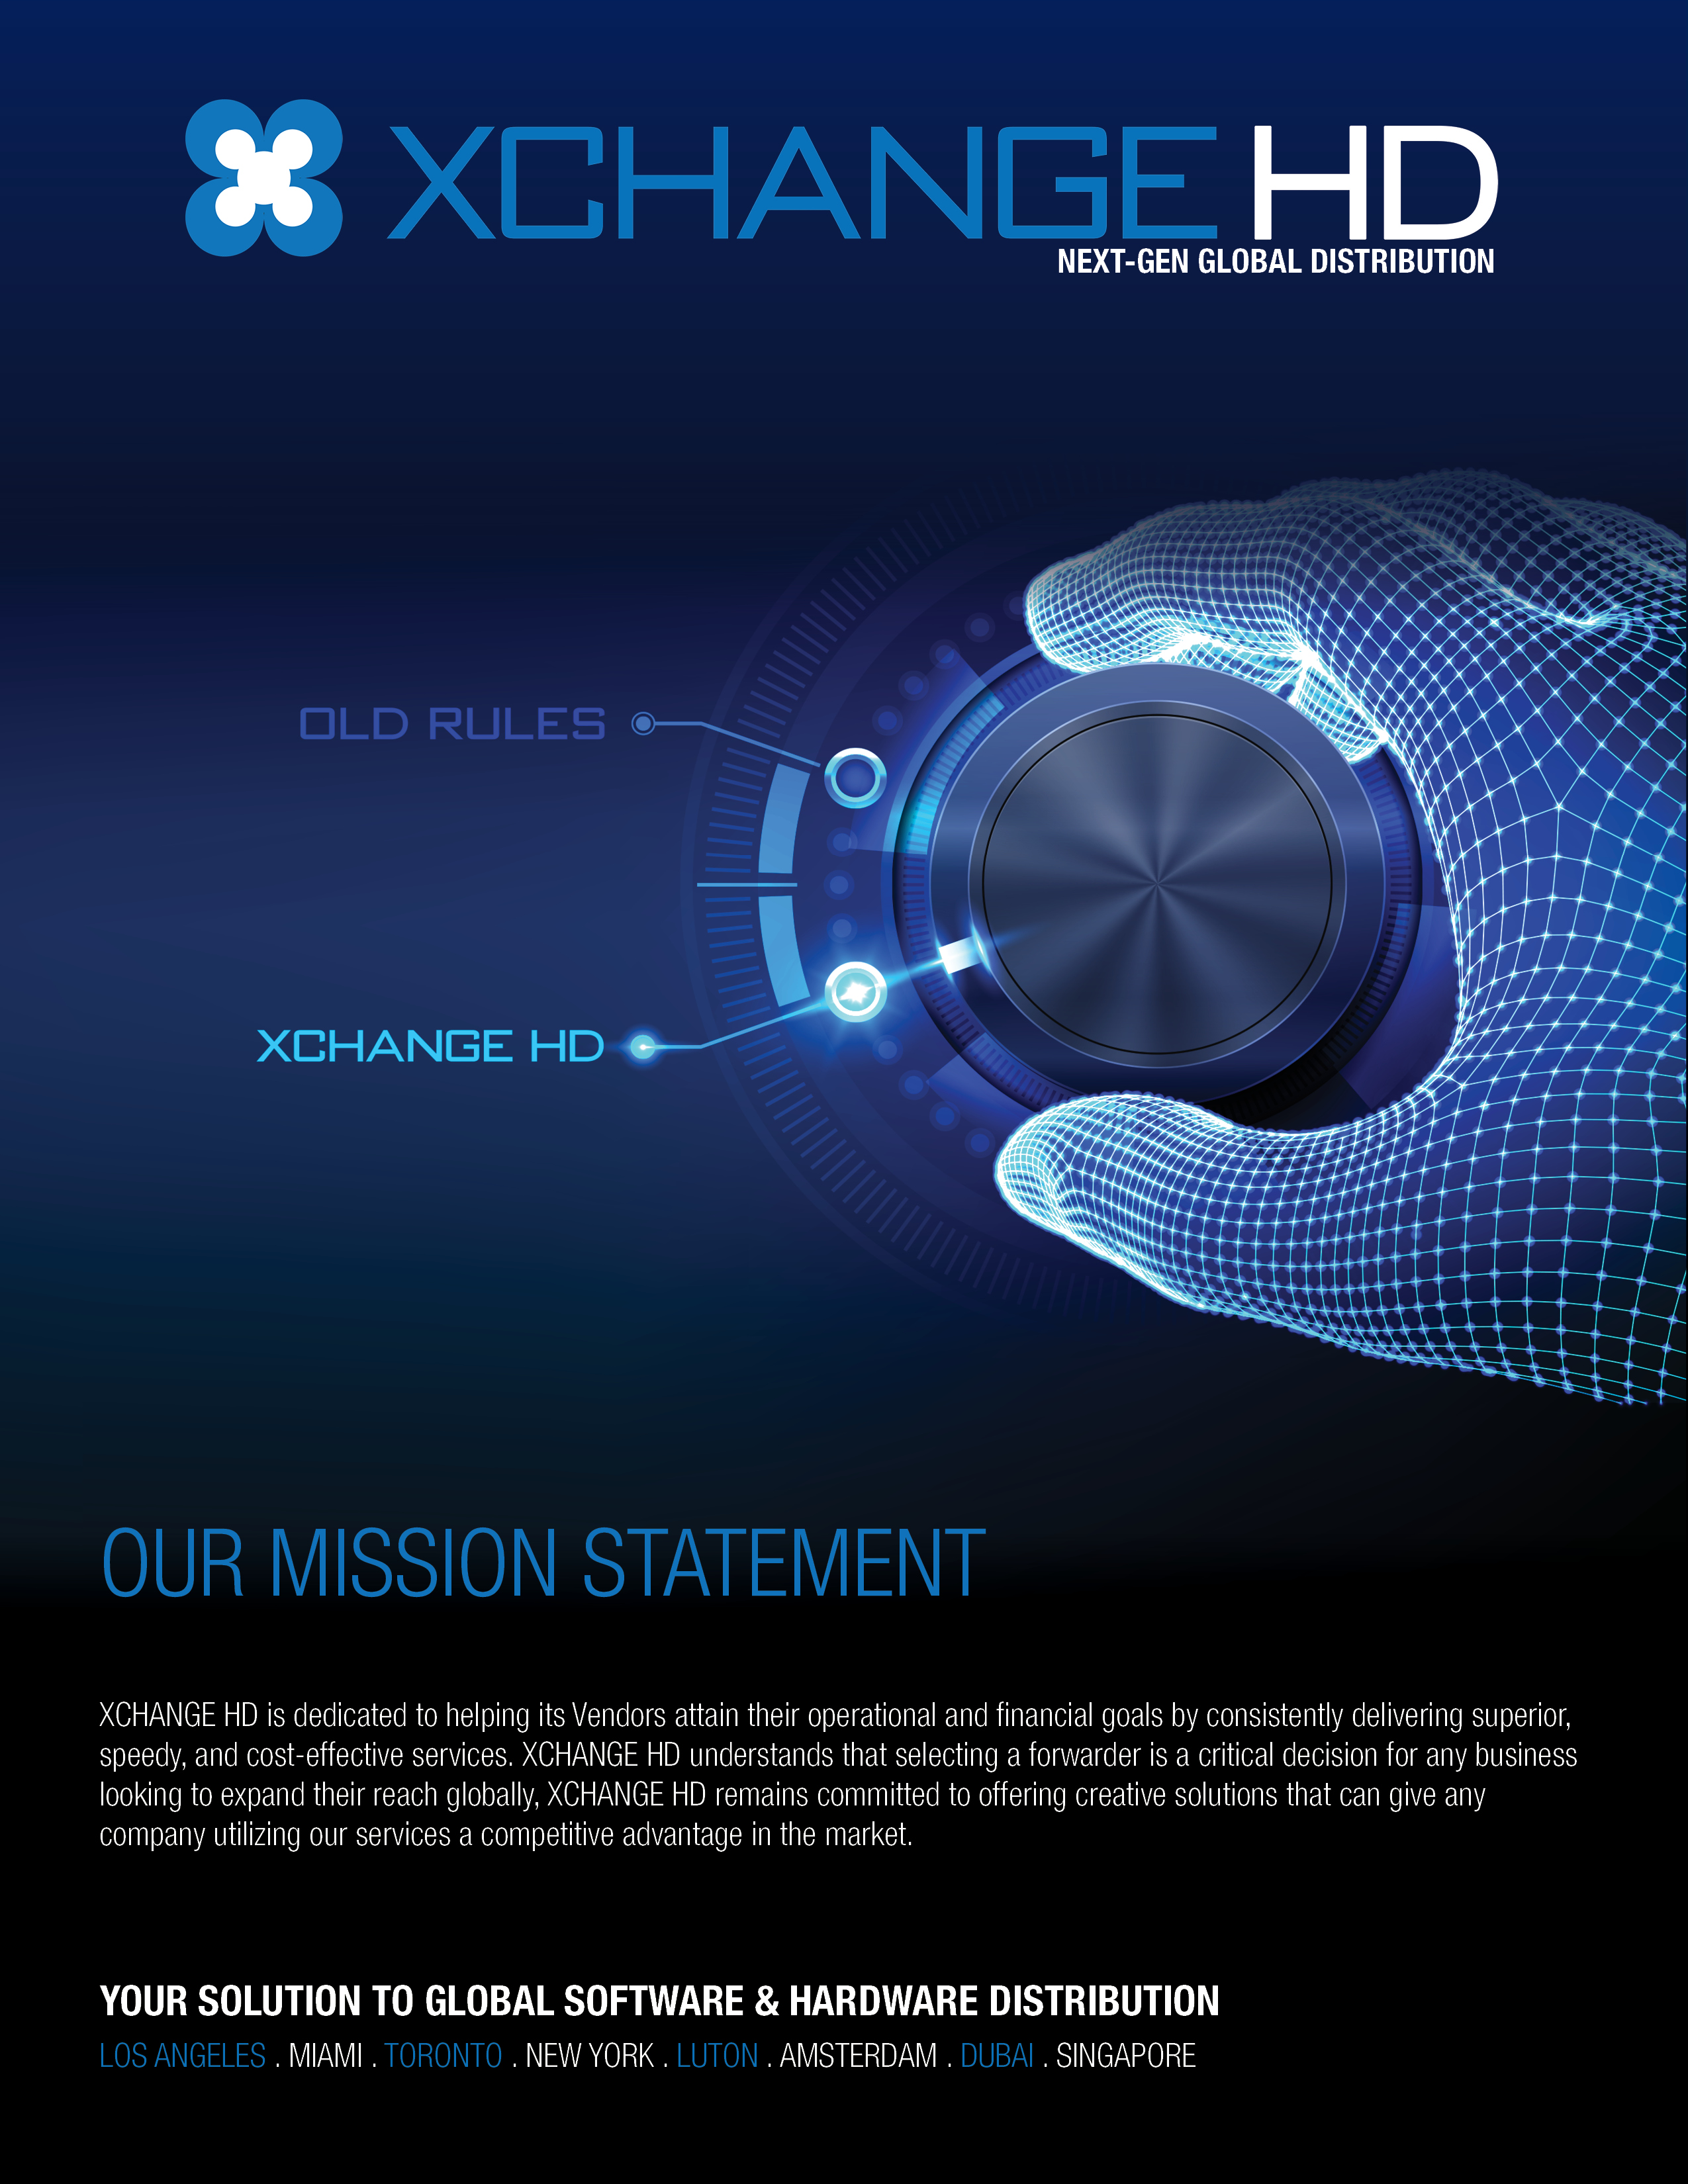 XCHANGE HD
NEXT-GEN GLOBAL DISTRIBUTION
OLD RULES
XCHANGE HD
OUR MISSION STATEMENT
XCHANGE HD is dedicated to helping its Vendors attain their operational and financial goals by consistently delivering superior,
speedy, and cost-effective services. XCHANGE HD understands that selecting a forwarder is a critical decision for any business
looking to expand their reach globally, XCHANGE HD remains committed to offering creative solutions that can give any
company utilizing our services a competitive advantage in the market.
YOUR SOLUTION TO GLOBAL SOFTWARE & HARDWARE DISTRIBUTION
LOS ANGELES . MIAMI . TORONTO . NEW YORK . LUTON . AMSTERDAM . DUBAI . SINGAPORE